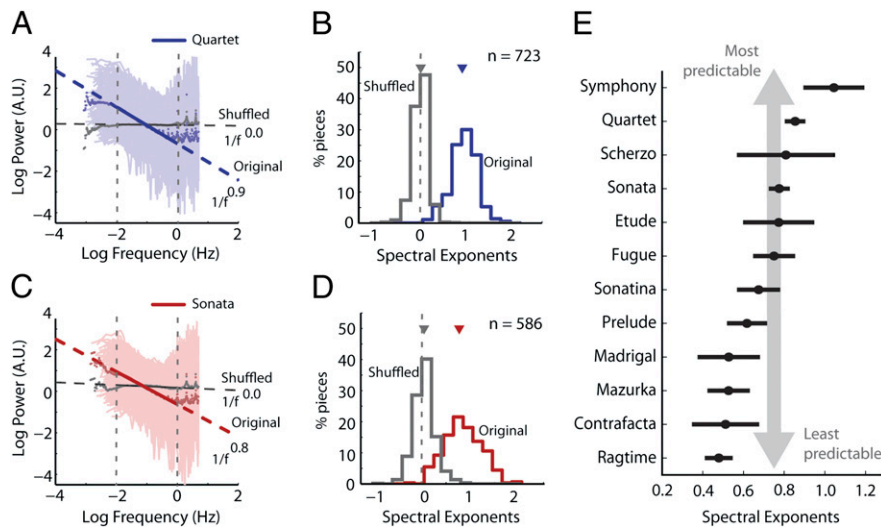 A
Quartet
Log Power (A.U.)
4
2
0
−2
−4
Shuffled
1/f 0.0
Original
1/f 0.9
−4
−2
0
2
Log Frequency (Hz)
B
n = 723
% pieces
50
40
30
20
10
0
Shuffled
Original
−1
0
1
2
Spectral Exponents
C
Sonata
Log Power (A.U.)
4
2
0
−2
−4
Shuffled
1/f 0.0
Original
1/f 0.8
−4
−2
0
2
Log Frequency (Hz)
D
n = 586
% pieces
50
40
30
20
10
0
Shuffled
Original
−1
0
1
2
Spectral Exponents
E
Most
predictable
Symphony
Quartet
Scherzo
Sonata
Etude
Fugue
Sonatina
Prelude
Madrigal
Mazurka
Contrafacta
Ragtime
Least
predictable
0.2
0.4
0.6
0.8
1.0
1.2
Spectral Exponents